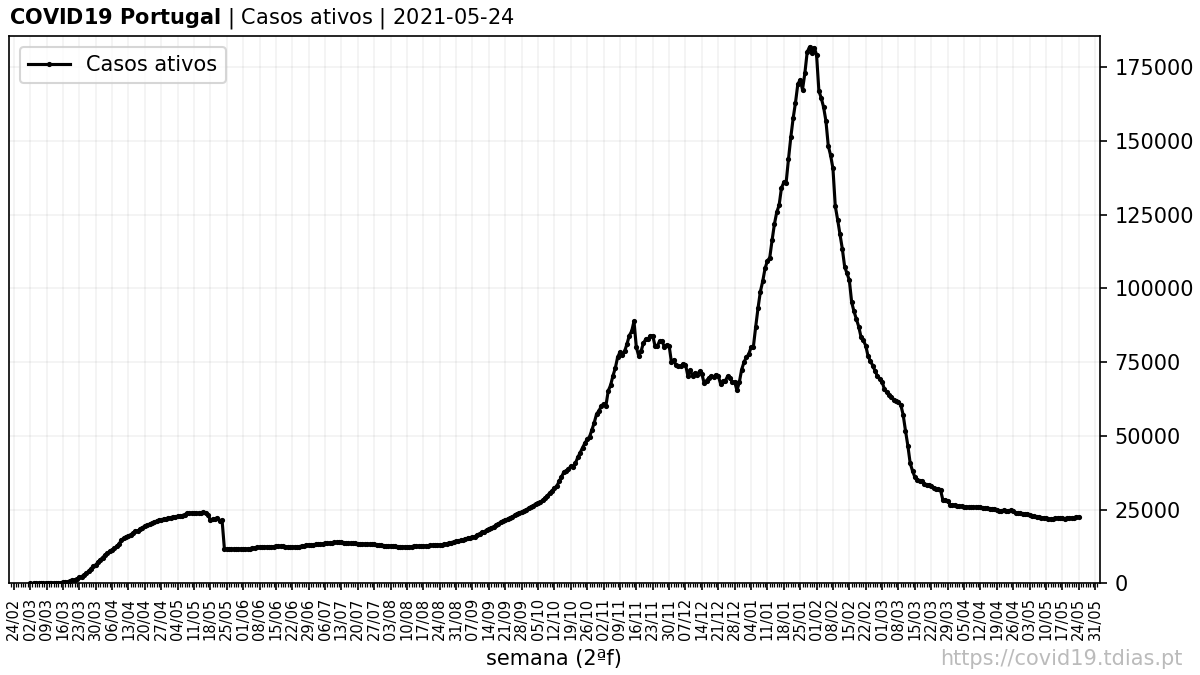 COVID19 Portugal | Casos ativos | 2021-05-24
Casos ativos
175000
150000
125000
100000
75000
50000
25000
0
24/02 02/03 09/03 16/03 23/03 30/03 06/04 13/04 20/04 27/04 04/05 11/05 18/05 25/05 01/06 08/06 15/06 22/06 29/06 06/07 13/07 20/07 27/07 03/08 10/08 17/08 24/08 31/08 07/09 14/09 21/09 28/09 05/10 12/10 19/10 26/10 02/11 09/11 16/11 23/11 30/11 07/12 14/12 21/12 28/12 04/01 11/01 18/01 25/01 01/02 08/02 15/02 22/02 01/03 08/03 15/03 22/03 29/03 05/04 12/04 19/04 26/04 03/05 10/05 17/05 24/05 31/05
semana (2ªf)
https://covid19.tdias.pt